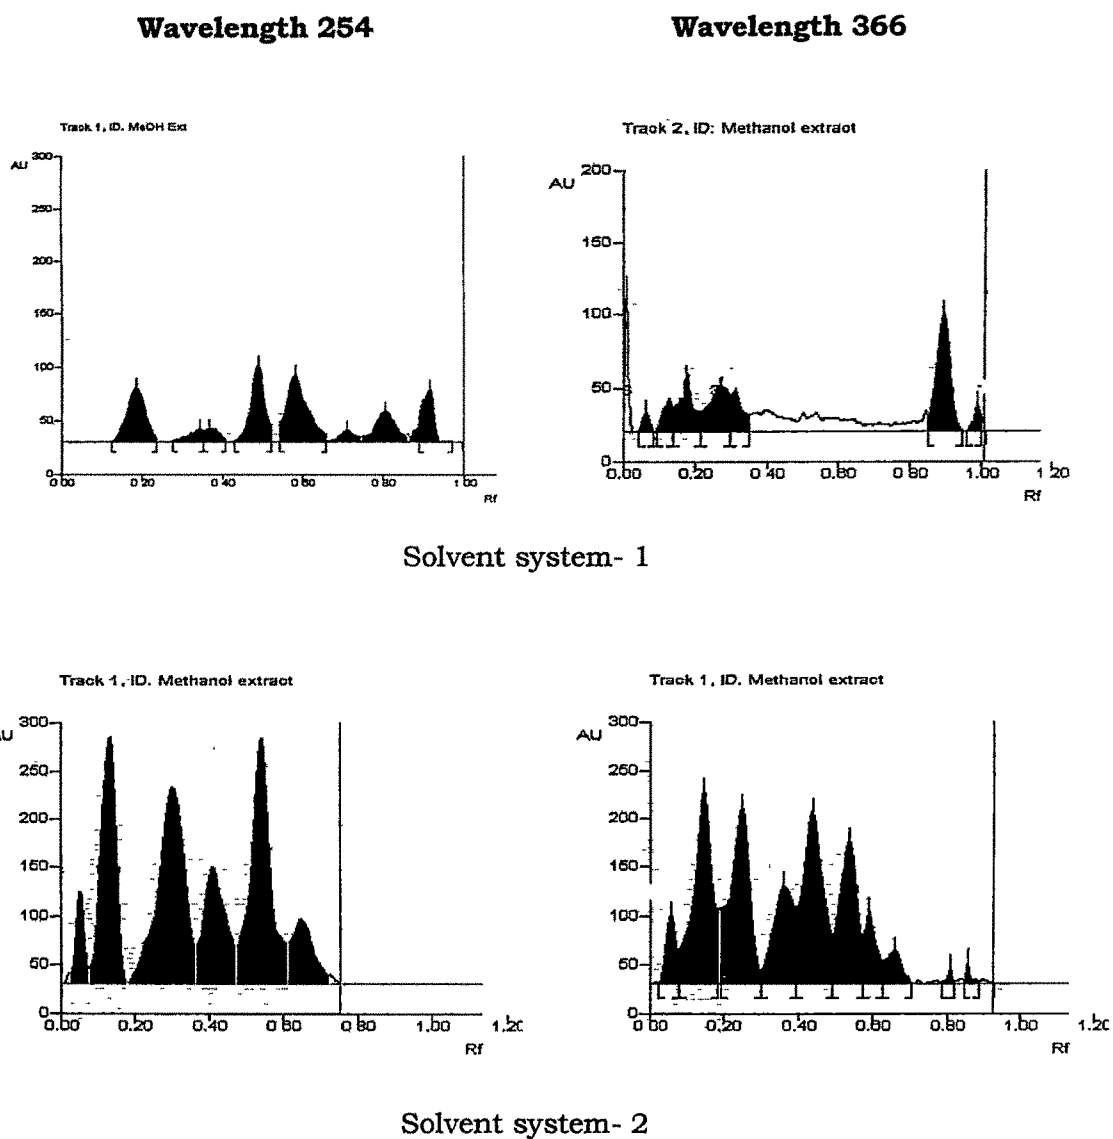 Wavelength 254
Wavelength 366
Track 1, ID. MeOH Ext
AU
300
250
200
150
100
50
0
0.00 0.20 0.40 0.60 0.80 1.00
Rf
Track 2, ID: Methanol extract
AU
200
150
100
50
0
0.00 0.20 0.40 0.60 0.80 1.00 1.20
Rf
Solvent system- 1
Track 1, ID. Methanol extract
AU
300
250
200
150
100
50
0
0.00 0.20 0.40 0.60 0.80 1.00 1.20
Rf
Track 1, ID. Methanol extract
AU
300
250
200
150
100
50
0
0.00 0.20 0.40 0.60 0.80 1.00 1.20
Rf
Solvent system- 2